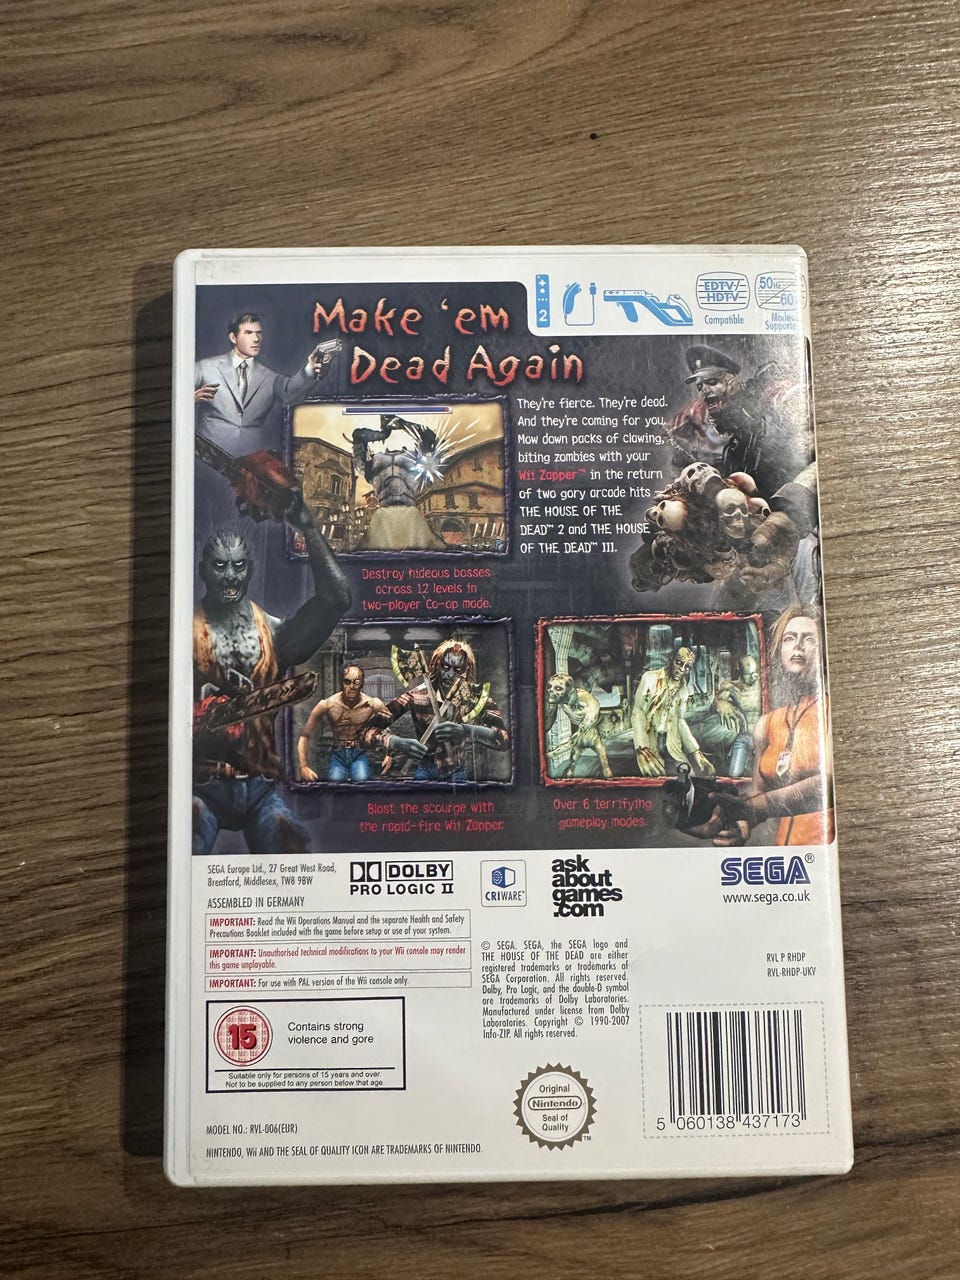 Make 'em
Dead Again
2
EDTV/
HDTV
Compatible
50Hz
60
Modes
They're fierce. They're dead.
And they're coming for you.
Mow down packs of clawing,
biting zombies with your
Wii Zapper™ in the return
of two gory arcade hits
THE HOUSE OF THE
DEAD™ 2 and THE HOUSE
OF THE DEAD™ III.
Destroy hideous bosses
across 12 levels in
two-player Co-op mode.
Blast the scourge with
the rapid-fire Wii Zapper.
Over 6 terrifying
gameplay modes.
SEGA Europe Ltd., 27 Great West Road,
Brentford, Middlesex, TW8 9BW
ASSEMBLED IN GERMANY
DOLBY
PRO LOGIC II
CRIWARE
ask
about
games
.com
SEGA®
www.sega.co.uk
IMPORTANT: Read the Wii Operations Manual and the separate Health and Safety
Precautions Booklet included with the game before setup or use of your system.
IMPORTANT: Unauthorised technical modifications to your Wii console may render
this game unplayable.
IMPORTANT: For use with PAL version of the Wii console only.
© SEGA. SEGA, the SEGA logo and
THE HOUSE OF THE DEAD are either
registered trademarks or trademarks of
SEGA Corporation. All rights reserved.
Dolby, Pro Logic, and the double-D symbol
are trademarks of Dolby Laboratories.
Manufactured under license from Dolby
Laboratories. Copyright © 1990-2007
Info-ZIP. All rights reserved.
RVL P RHDP
RVL-RHDP-UKV
15
Contains strong
violence and gore
Suitable only for persons of 15 years and over.
Not to be supplied to any person below that age
Original
Nintendo
Seal of
Quality
TM
5 060138 437173
MODEL NO.: RVL-006(EUR)
NINTENDO, Wii AND THE SEAL OF QUALITY ICON ARE TRADEMARKS OF NINTENDO.